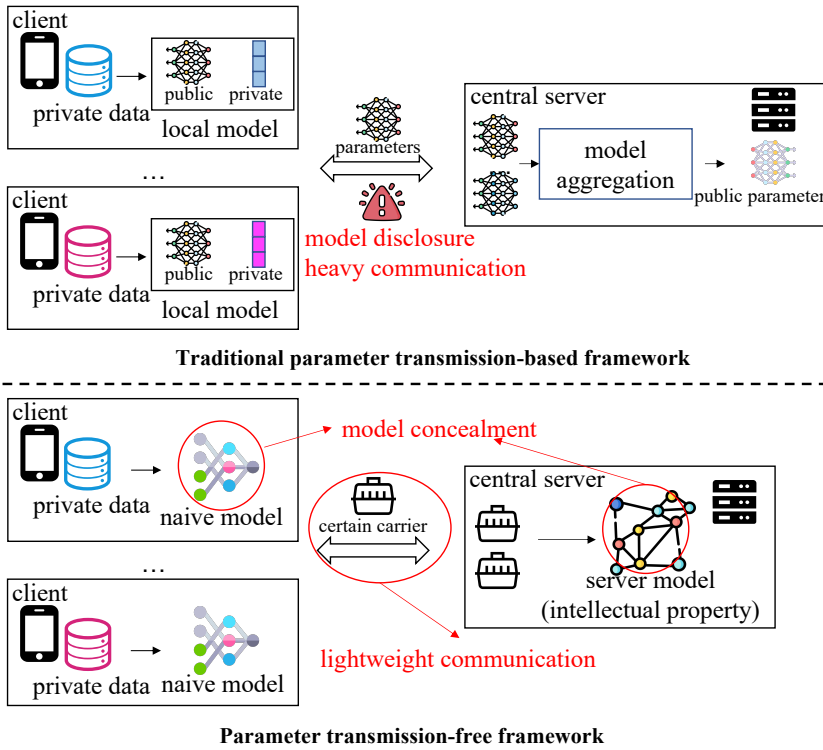 client
private data
public private
local model
...
client
private data
public private
local model
parameters
model disclosure
heavy communication
central server
model
aggregation
public parameter
Traditional parameter transmission-based framework
client
private data
naive model
...
client
private data
naive model
model concealment
certain carrier
lightweight communication
central server
server model
(intellectual property)
Parameter transmission-free framework